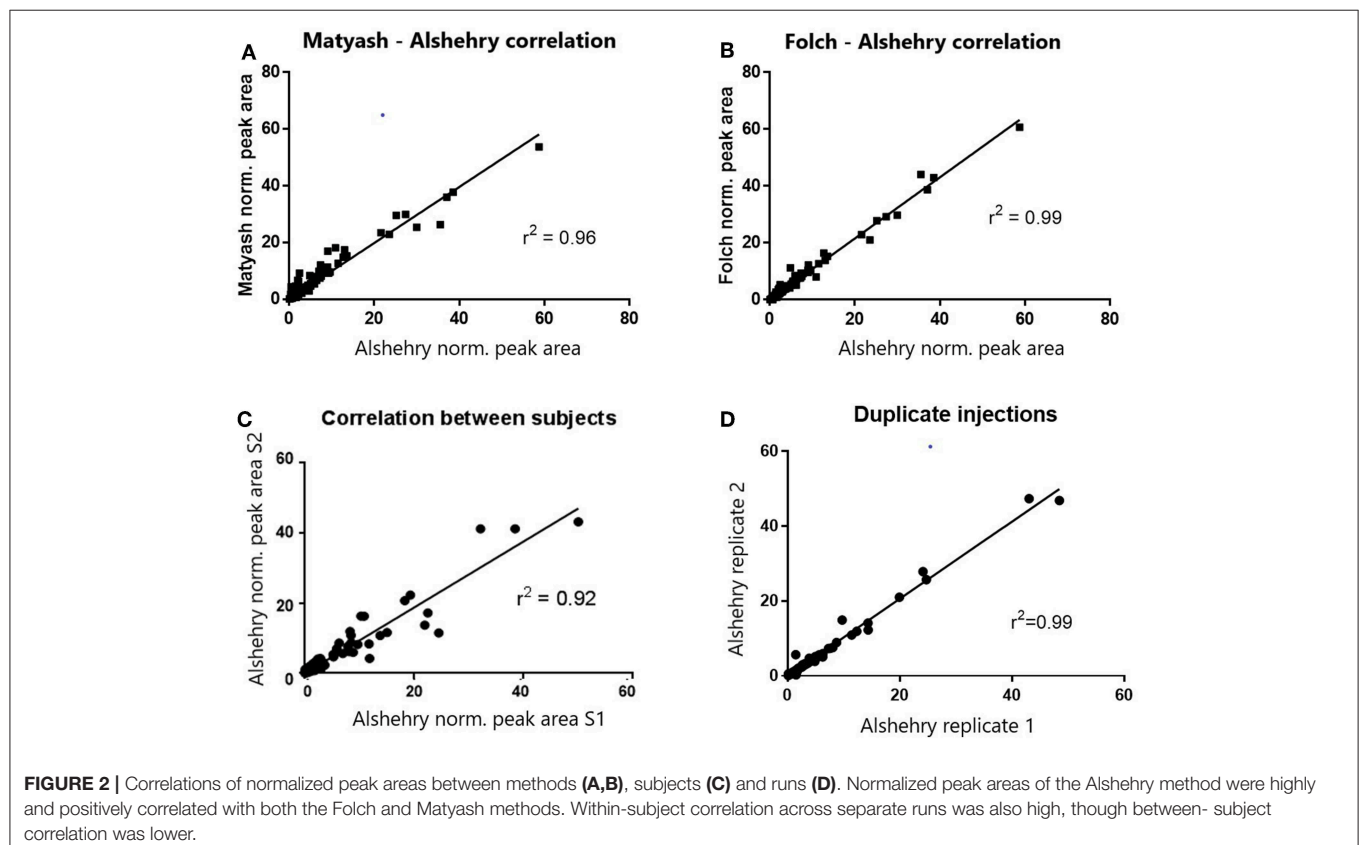 A
Matyash - Alshehry correlation
Matyash norm. peak area
80
60
40
20
0
r² = 0.96
0 20 40 60 80
Alshehry norm. peak area
B
Folch - Alshehry correlation
Folch norm. peak area
80
60
40
20
0
r² = 0.99
0 20 40 60 80
Alshehry norm. peak area
C
Correlation between subjects
Alshehry norm. peak area S2
60
40
20
0
r² = 0.92
0 20 40 60
Alshehry norm. peak area S1
D
Duplicate injections
Alshehry replicate 2
60
40
20
0
r²=0.99
0 20 40 60
Alshehry replicate 1
FIGURE 2 | Correlations of normalized peak areas between methods (A,B), subjects (C) and runs (D). Normalized peak areas of the Alshehry method were highly
and positively correlated with both the Folch and Matyash methods. Within-subject correlation across separate runs was also high, though between- subject
correlation was lower.